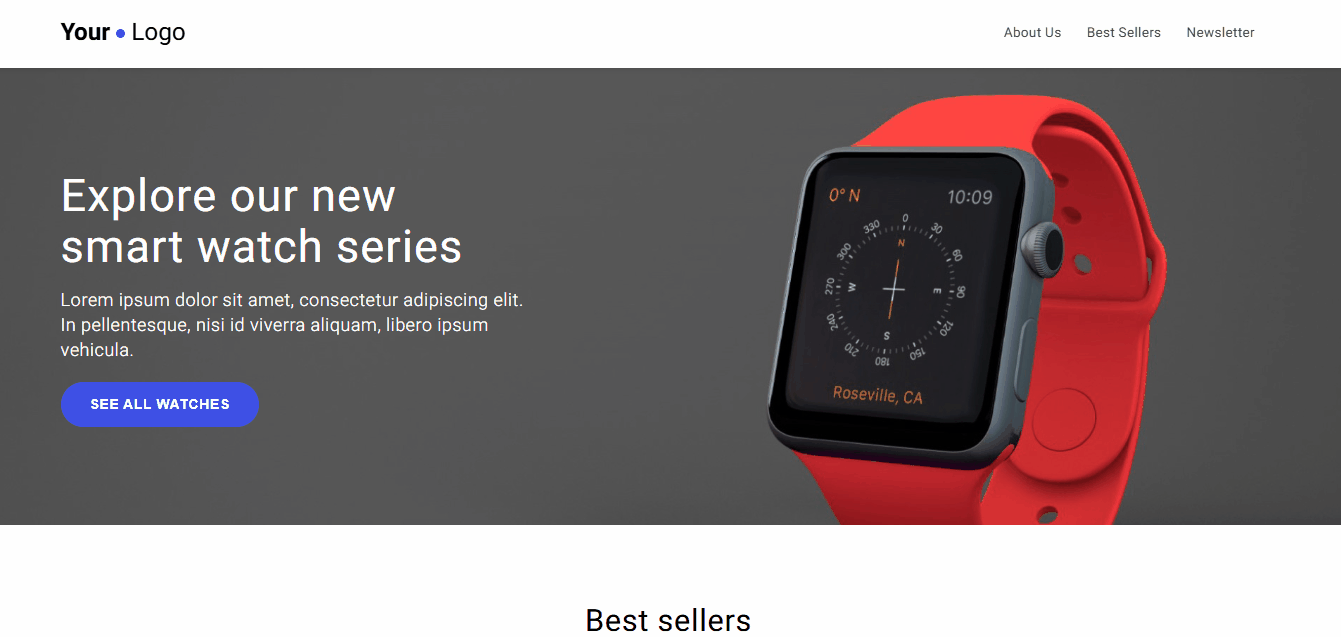 Your Logo
About Us Best Sellers Newsletter
Explore our new
smart watch series
Lorem ipsum dolor sit amet, consectetur adipiscing elit.
In pellentesque, nisi id viverra aliquam, libero ipsum
vehicula.
SEE ALL WATCHES
0° N 10:09
0
30
60
90
120
150
180
210
240
270
300
330
N
E
S
W
Roseville, CA
Best sellers